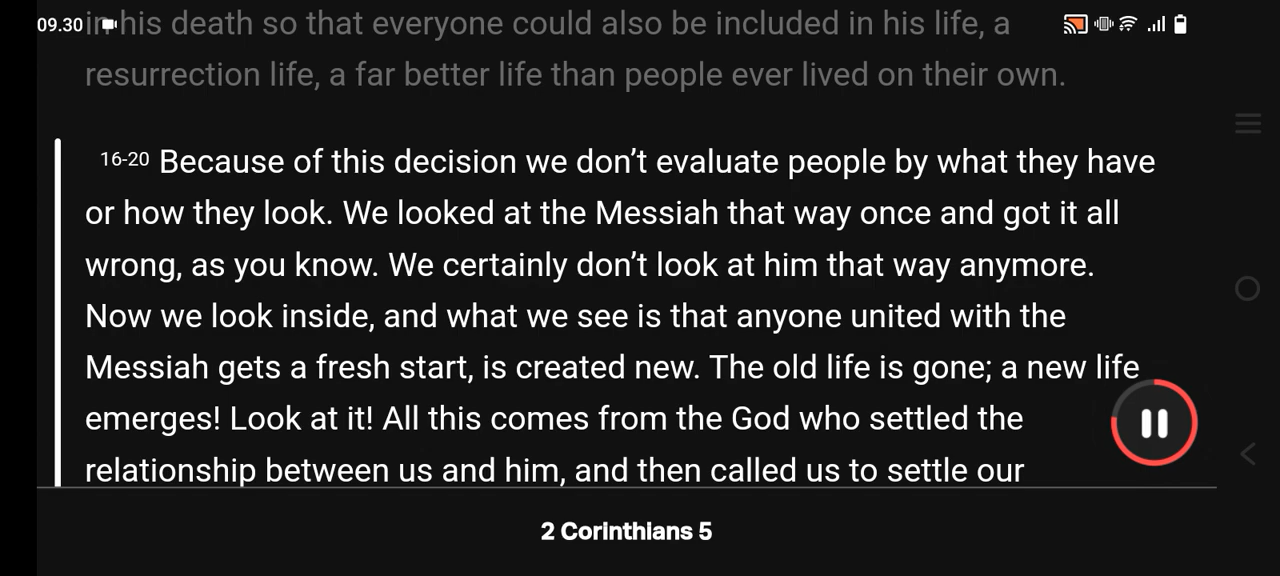 09.30
in his death so that everyone could also be included in his life, a
resurrection life, a far better life than people ever lived on their own.
16-20 Because of this decision we don’t evaluate people by what they have
or how they look. We looked at the Messiah that way once and got it all
wrong, as you know. We certainly don’t look at him that way anymore.
Now we look inside, and what we see is that anyone united with the
Messiah gets a fresh start, is created new. The old life is gone; a new life
emerges! Look at it! All this comes from the God who settled the
relationship between us and him, and then called us to settle our
2 Corinthians 5